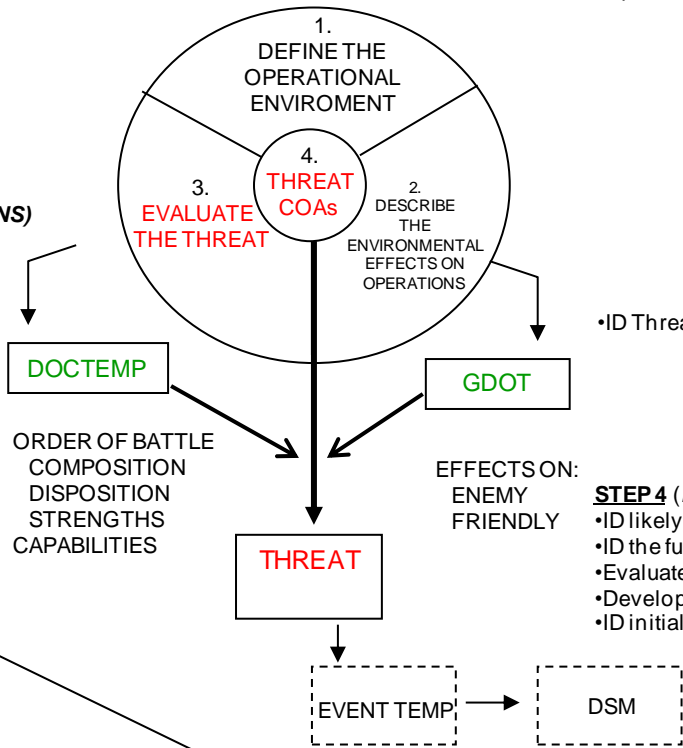 1.
DEFINE THE
OPERATIONAL
ENVIROMENT
4.
THREAT
COAs
3.
EVALUATE
THE THREAT
2.
DESCRIBE
THE
ENVIRONMENTAL
EFFECTS ON
OPERATIONS
NS)
•ID Threa
DOCTEMP
GDOT
ORDER OF BATTLE
COMPOSITION
DISPOSITION
STRENGTHS
CAPABILITIES
EFFECTS ON:
ENEMY
FRIENDLY
STEP 4 (
•ID likely
•ID the fu
•Evaluate
•Develop
•ID initial
THREAT
EVENT TEMP
DSM